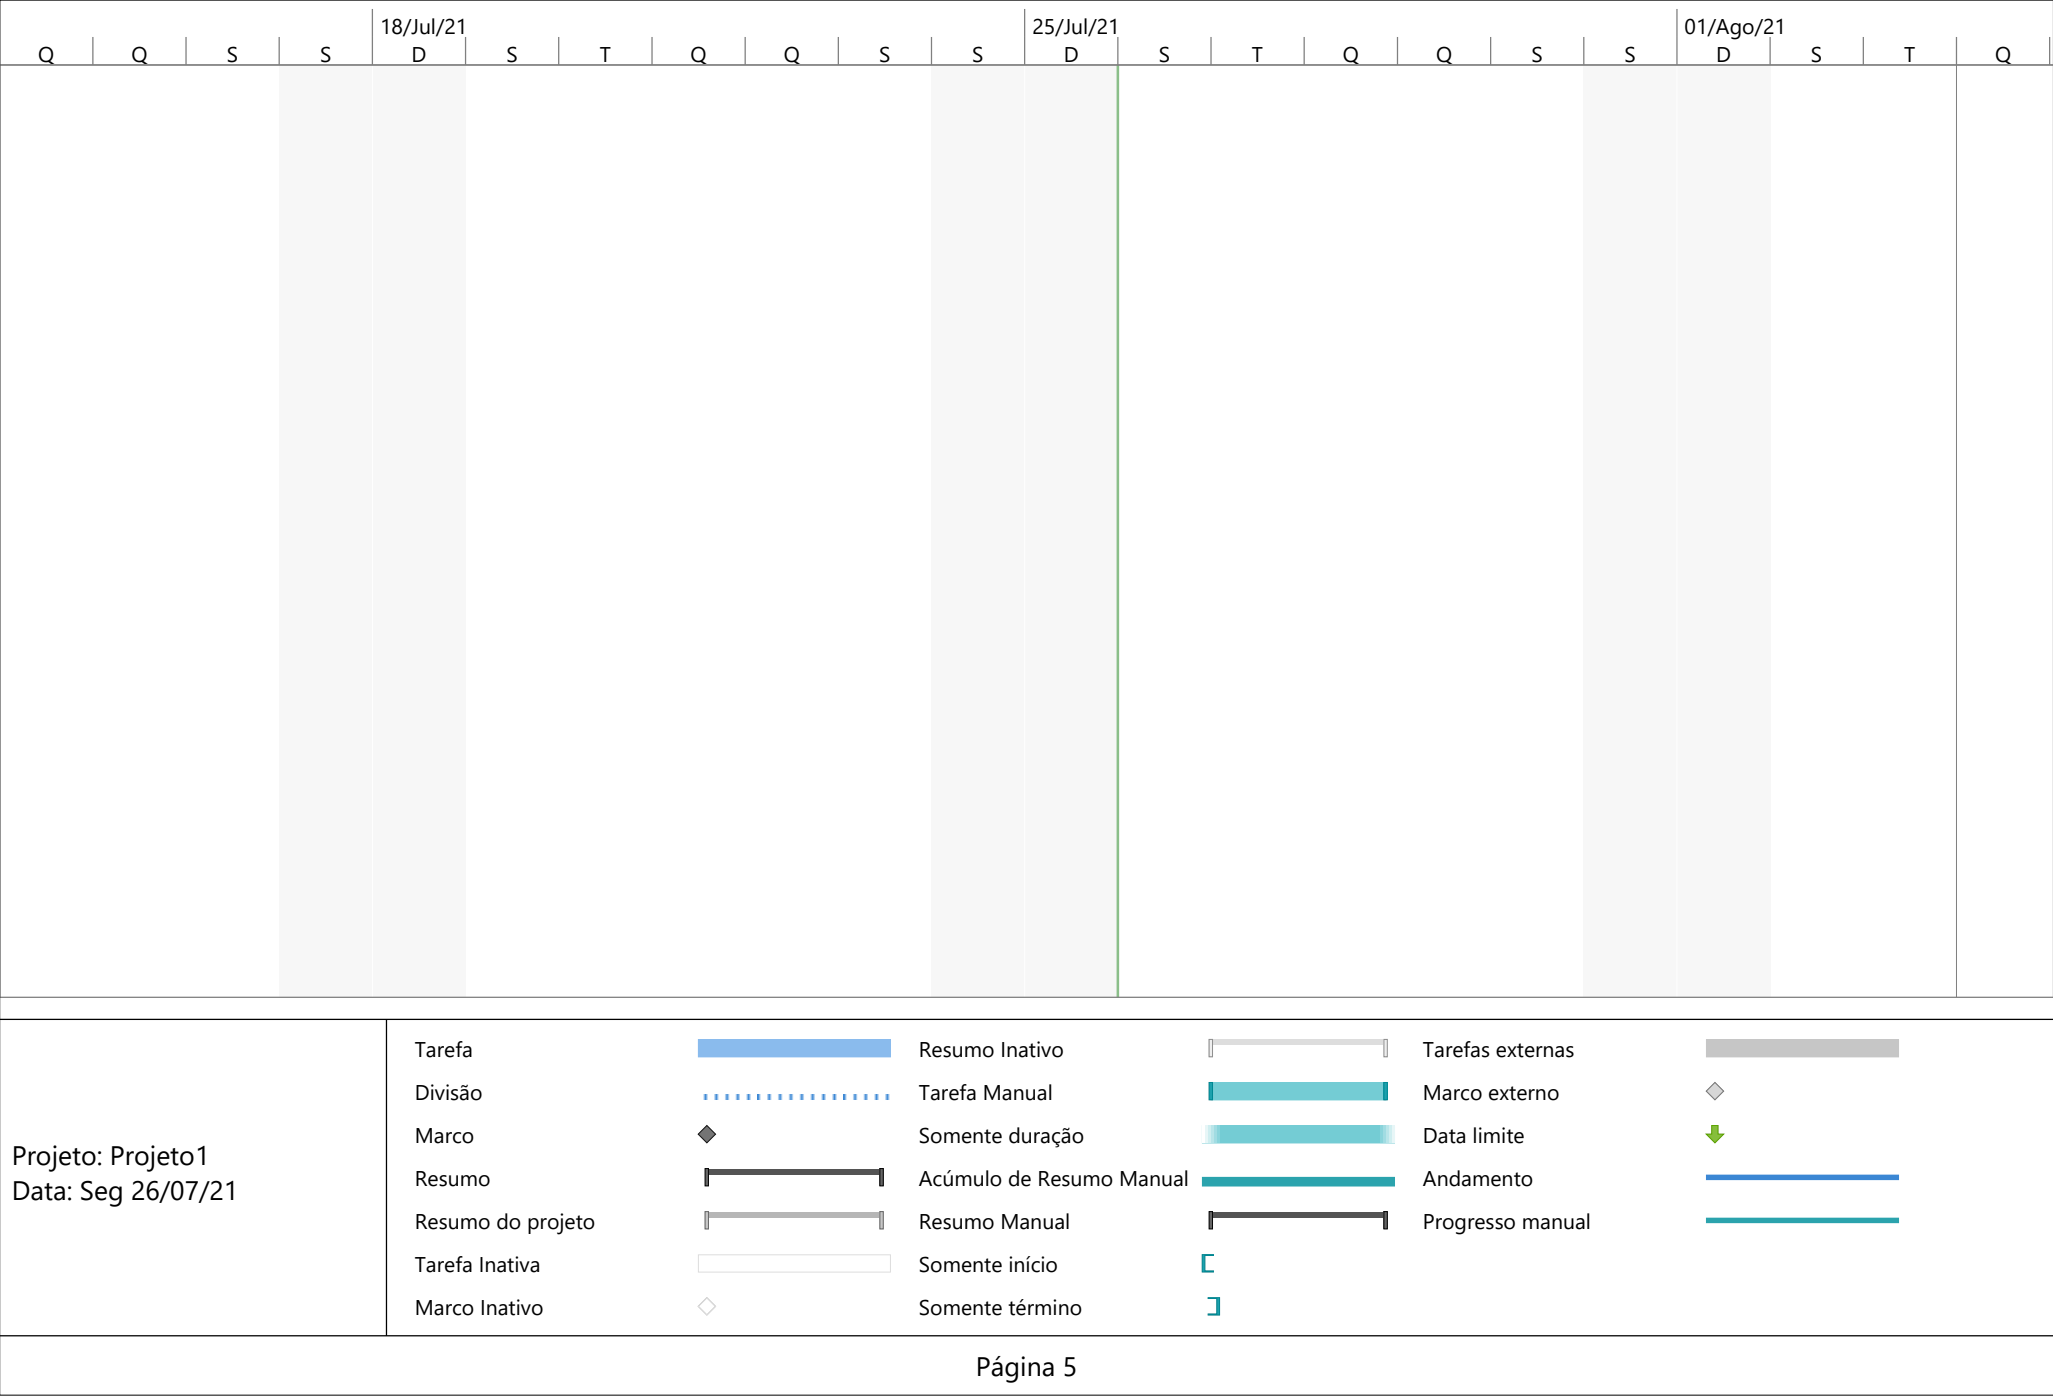 18/Jul/21 25/Jul/21 01/Ago/21
Q Q S S D S T Q Q S S D S T Q Q S S D S T Q
Projeto: Projeto1
Data: Seg 26/07/21
Tarefa
Divisão
Marco
Resumo
Resumo do projeto
Tarefa Inativa
Marco Inativo
Resumo Inativo
Tarefa Manual
Somente duração
Acúmulo de Resumo Manual
Resumo Manual
Somente início
Somente término
Tarefas externas
Marco externo
Data limite
Andamento
Progresso manual
Página 5